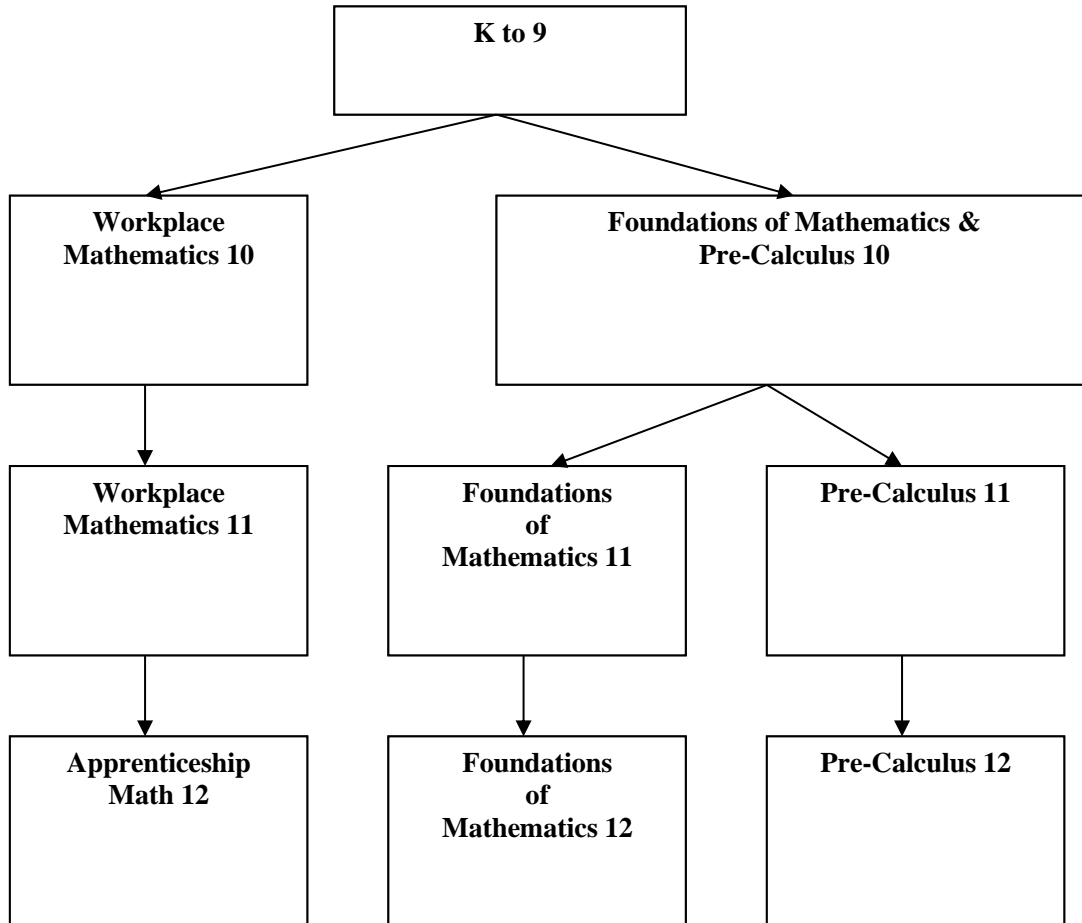 K to 9
Workplace
Mathematics 10
Foundations of Mathematics &
Pre-Calculus 10
Workplace
Mathematics 11
Foundations
of
Mathematics 11
Pre-Calculus 11
Apprenticeship
Math 12
Foundations
of
Mathematics 12
Pre-Calculus 12